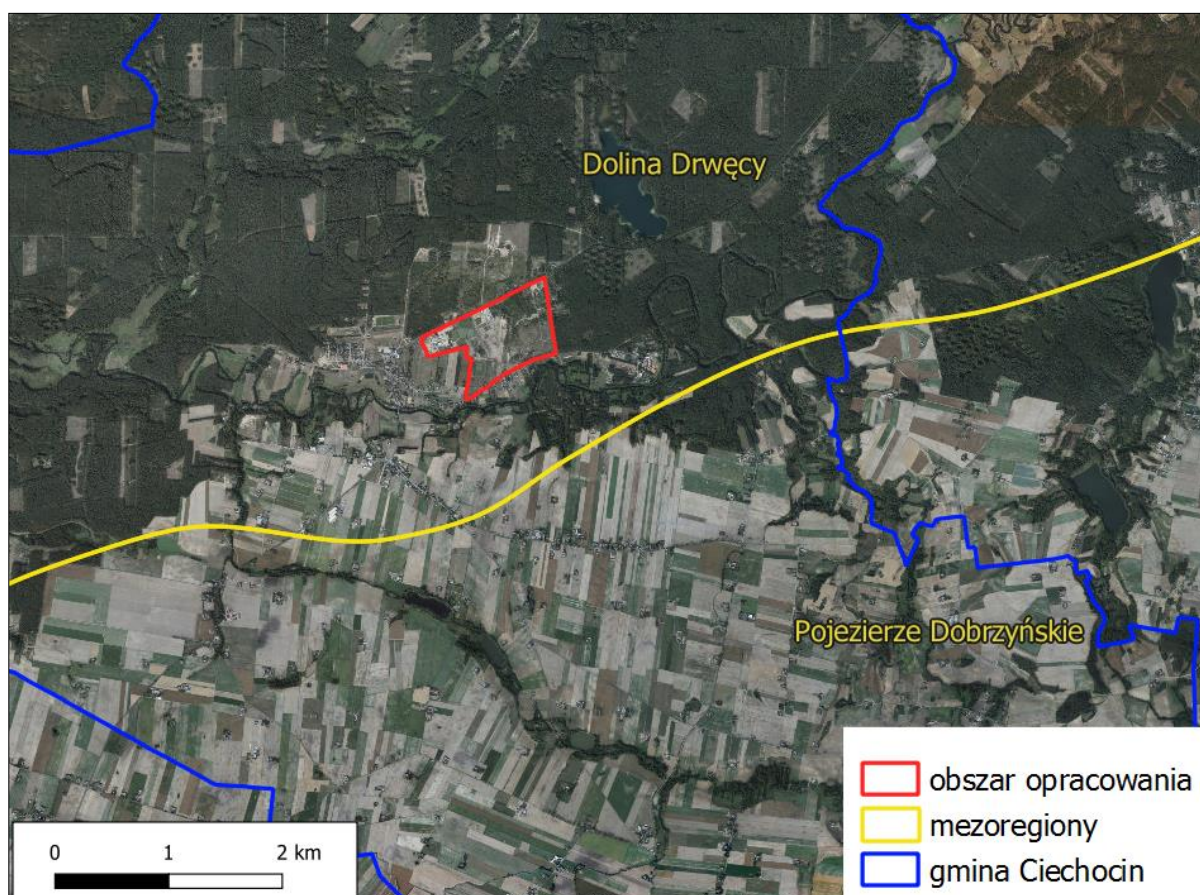 Dolina Drwęcy
Pojezierze Dobrzyńskie
obszar opracowania
mezoregiony
gmina Ciechocin
0 1 2 km